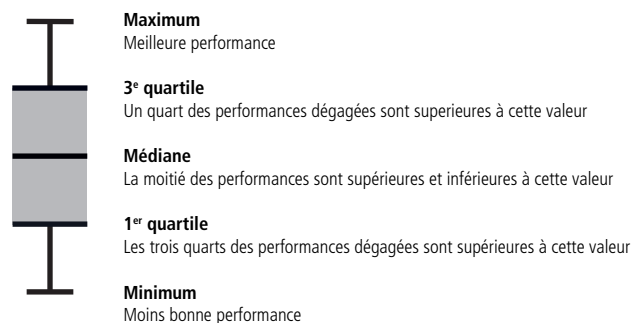 Maximum
Meilleure performance
3e quartile
Un quart des performances dégagées sont superieures à cette valeur
Médiane
La moitié des performances sont supérieures et inférieures à cette valeur
1er quartile
Les trois quarts des performances dégagées sont supérieures à cette valeur
Minimum
Moins bonne performance